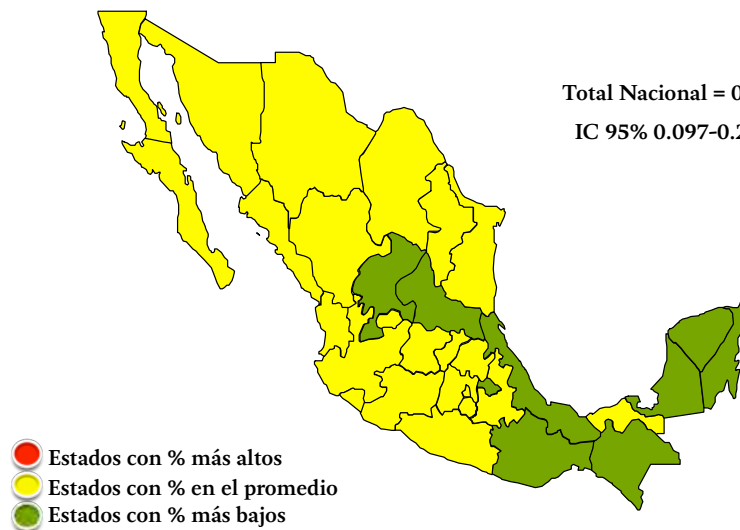 Total Nacional = 0
IC 95% 0.097-0.2
Estados con % más altos
Estados con % en el promedio
Estados con % más bajos